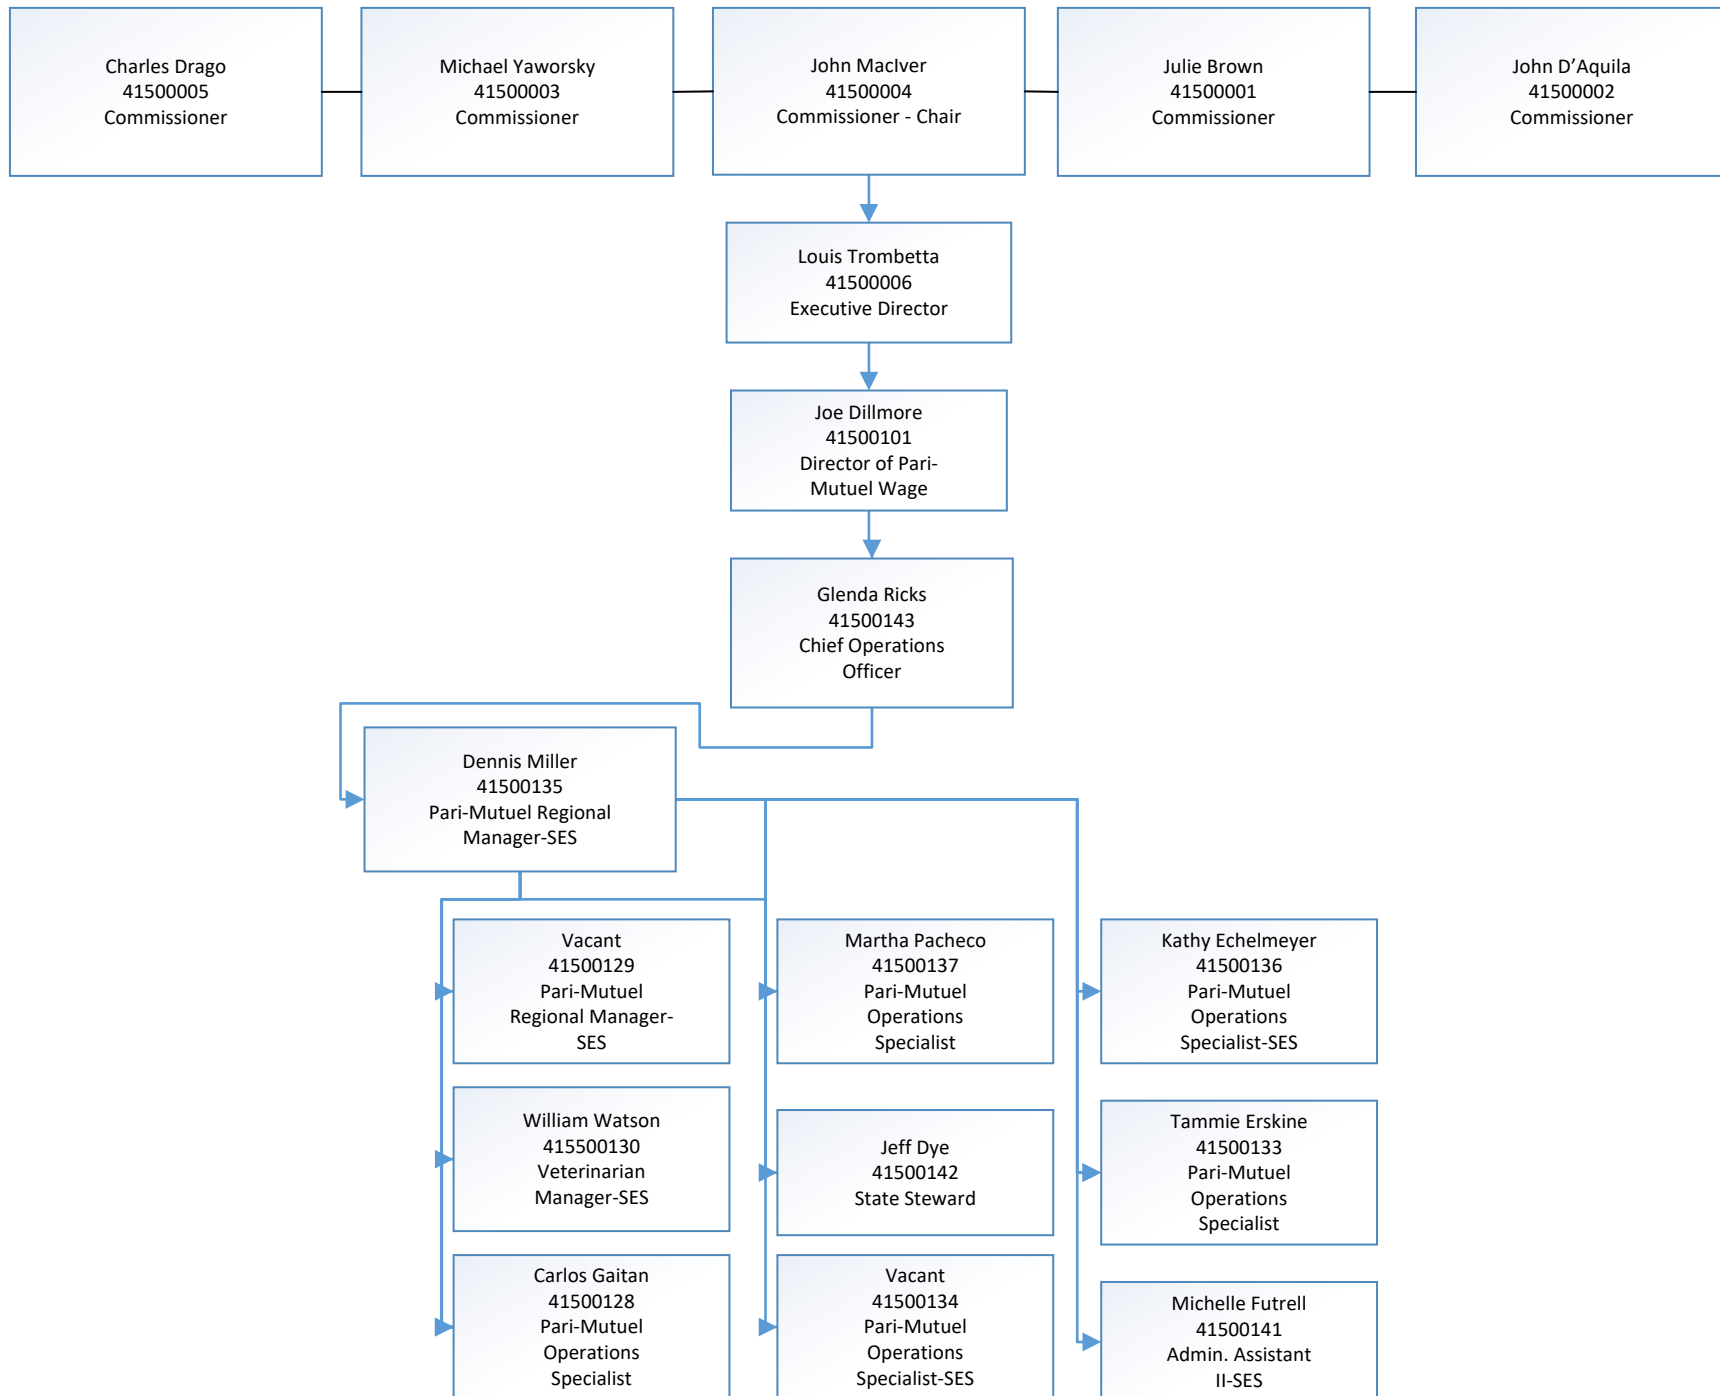 Charles Drago
41500005
Commissioner
Michael Yaworsky
41500003
Commissioner
John MacIver
41500004
Commissioner - Chair
Julie Brown
41500001
Commissioner
John D’Aquila
41500002
Commissioner
Louis Trombetta
41500006
Executive Director
Joe Dillmore
41500101
Director of Pari-
Mutuel Wage
Glenda Ricks
41500143
Chief Operations
Officer
Dennis Miller
41500135
Pari-Mutuel Regional
Manager-SES
Vacant
41500129
Pari-Mutuel
Regional Manager-
SES
Martha Pacheco
41500137
Pari-Mutuel
Operations
Specialist
Kathy Echelmeyer
41500136
Pari-Mutuel
Operations
Specialist-SES
William Watson
415500130
Veterinarian
Manager-SES
Jeff Dye
41500142
State Steward
Tammie Erskine
41500133
Pari-Mutuel
Operations
Specialist
Carlos Gaitan
41500128
Pari-Mutuel
Operations
Specialist
Vacant
41500134
Pari-Mutuel
Operations
Specialist-SES
Michelle Futrell
41500141
Admin. Assistant
II-SES